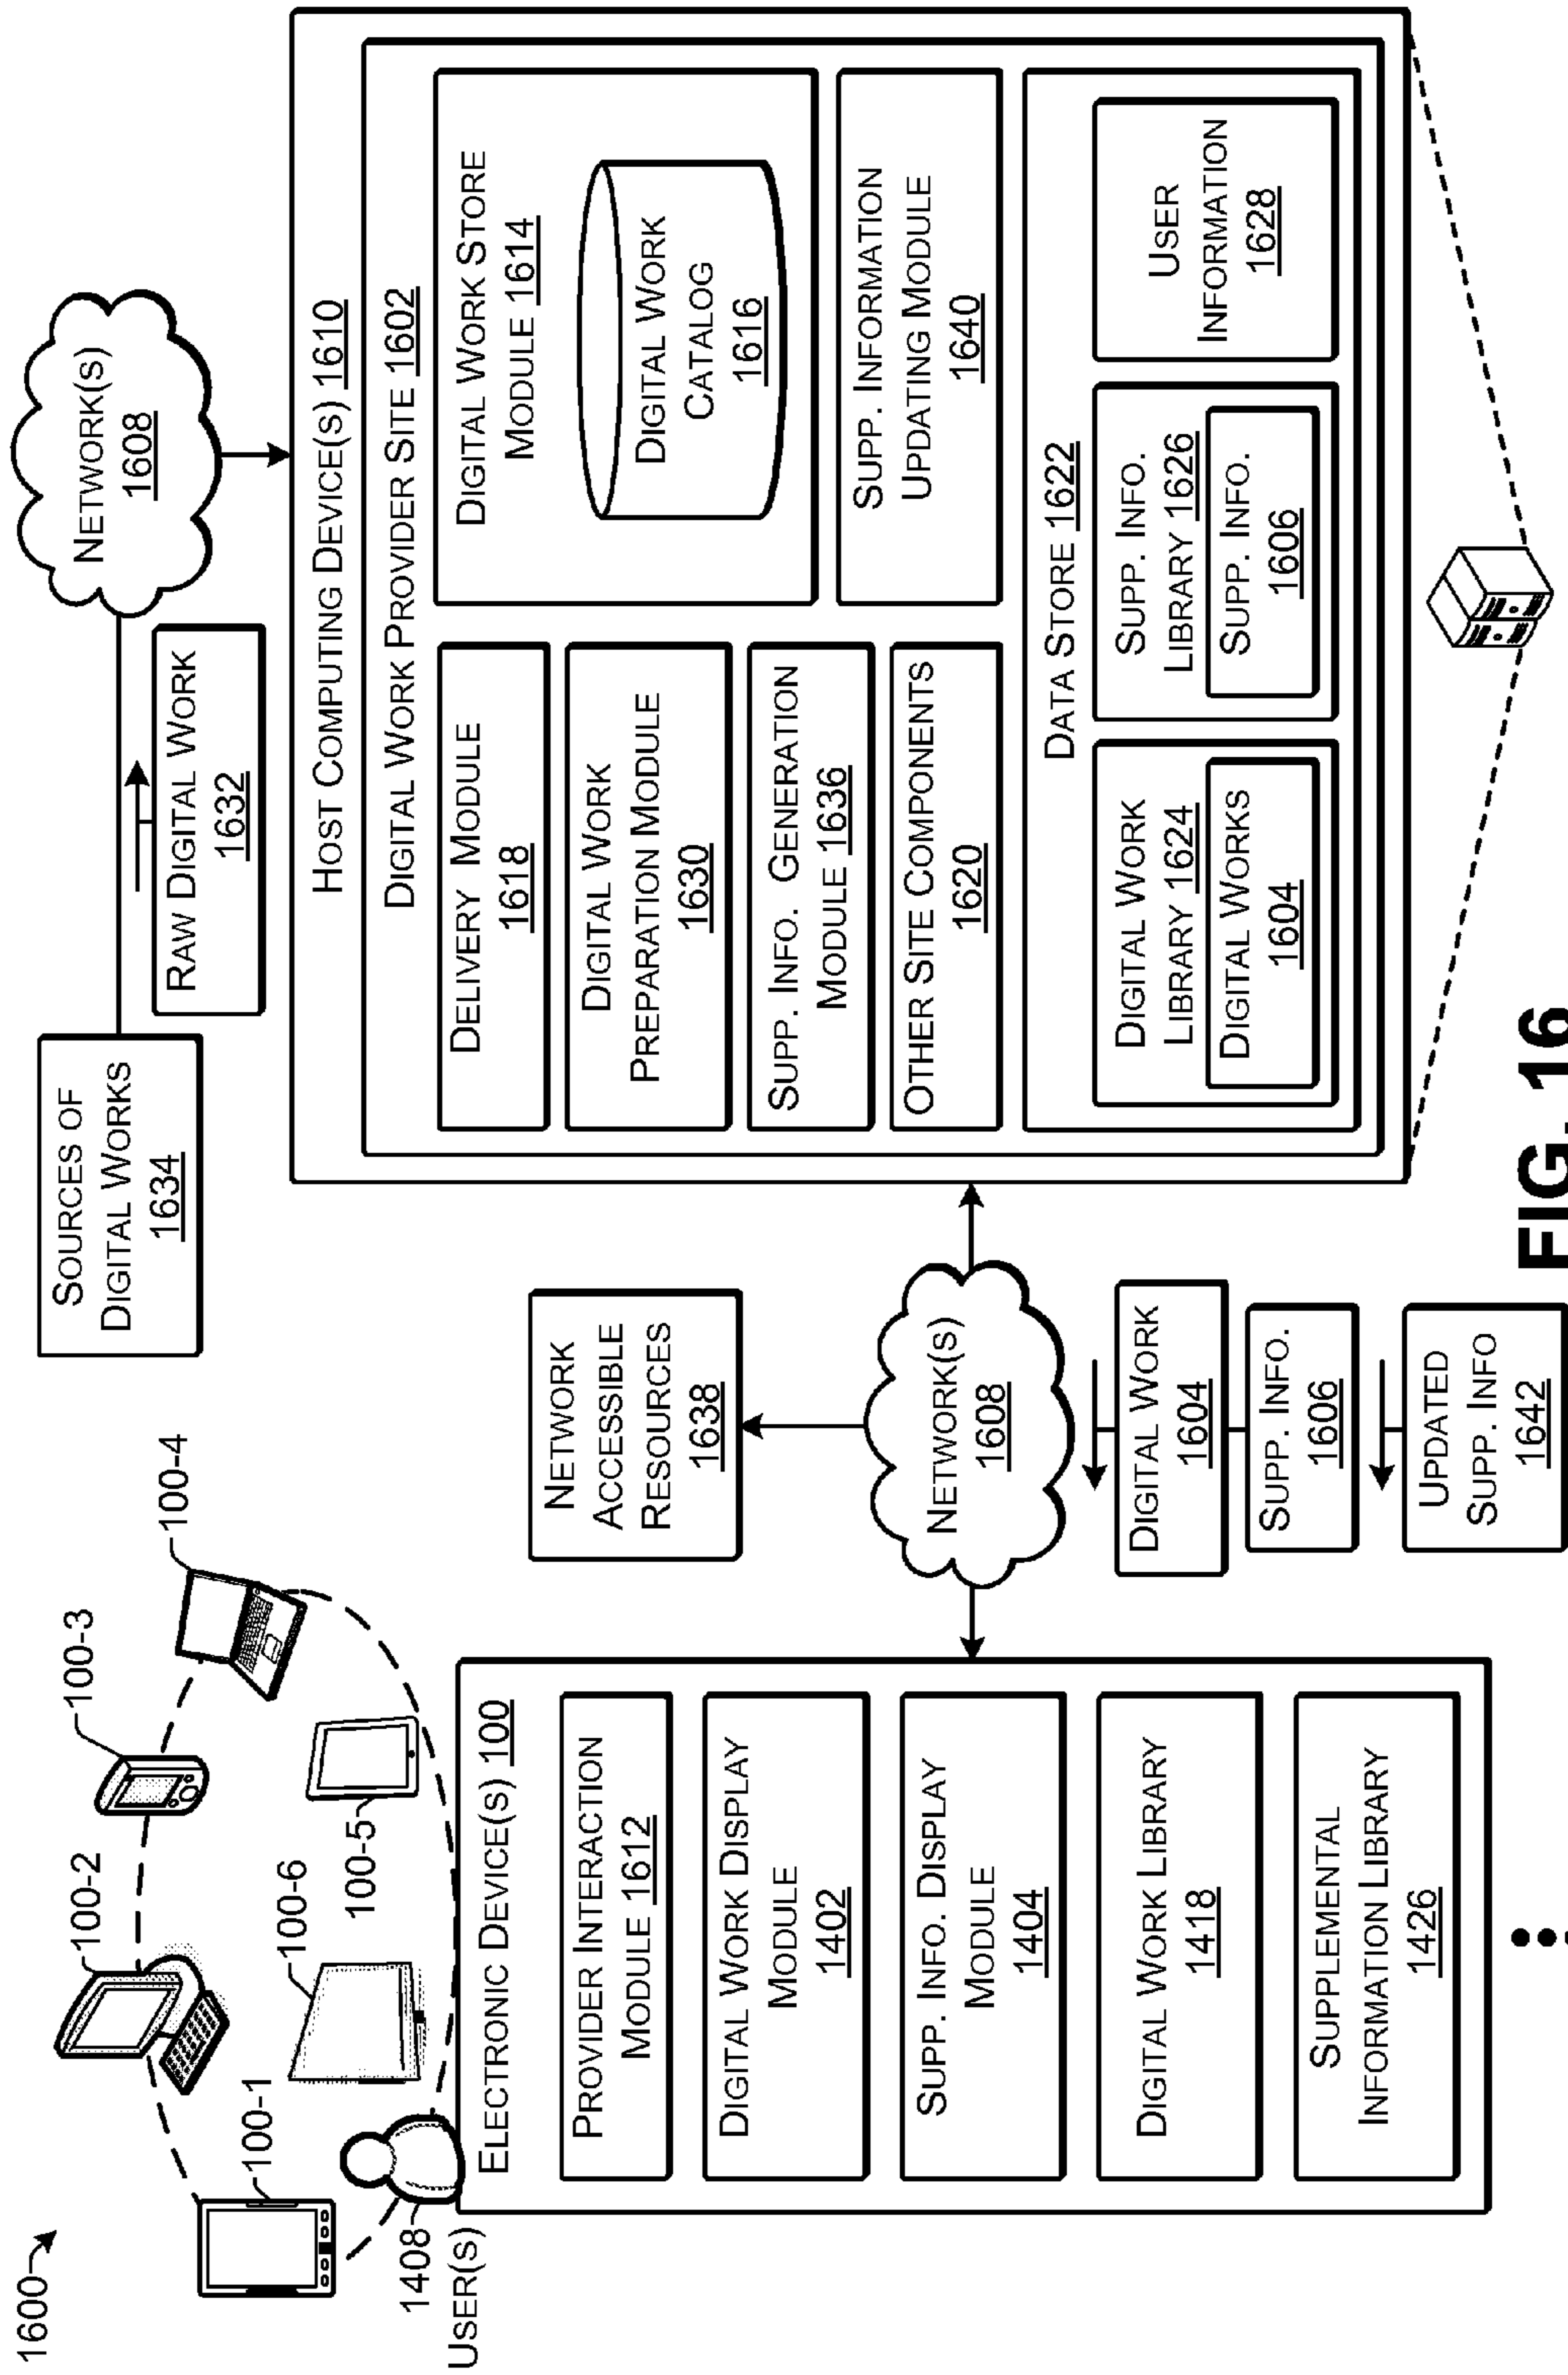 1600
100-1
100-2
100-3
100-4
100-5
100-6
1408
USER(S)
ELECTRONIC DEVICE(S) 100
PROVIDER INTERACTION
MODULE 1612
DIGITAL WORK DISPLAY
MODULE
1402
SUPP. INFO. DISPLAY
MODULE
1404
DIGITAL WORK LIBRARY
1418
SUPPLEMENTAL
INFORMATION LIBRARY
1426
NETWORK
ACCESSIBLE
RESOURCES
1638
NETWORK(S)
1608
DIGITAL WORK
1604
SUPP. INFO.
1606
UPDATED
SUPP. INFO
1642
SOURCES OF
DIGITAL WORKS
1634
RAW DIGITAL WORK
1632
NETWORK(S)
1608
HOST COMPUTING DEVICE(S) 1610
DIGITAL WORK PROVIDER SITE 1602
DELIVERY MODULE
1618
DIGITAL WORK
PREPARATION MODULE
1630
SUPP. INFO. GENERATION
MODULE 1636
OTHER SITE COMPONENTS
1620
DIGITAL WORK STORE
MODULE 1614
DIGITAL WORK
CATALOG
1616
SUPP. INFORMATION
UPDATING MODULE
1640
DATA STORE 1622
DIGITAL WORK
LIBRARY 1624
DIGITAL WORKS
1604
SUPP. INFO.
LIBRARY 1626
SUPP. INFO.
1606
USER
INFORMATION
1628
FIG. 16